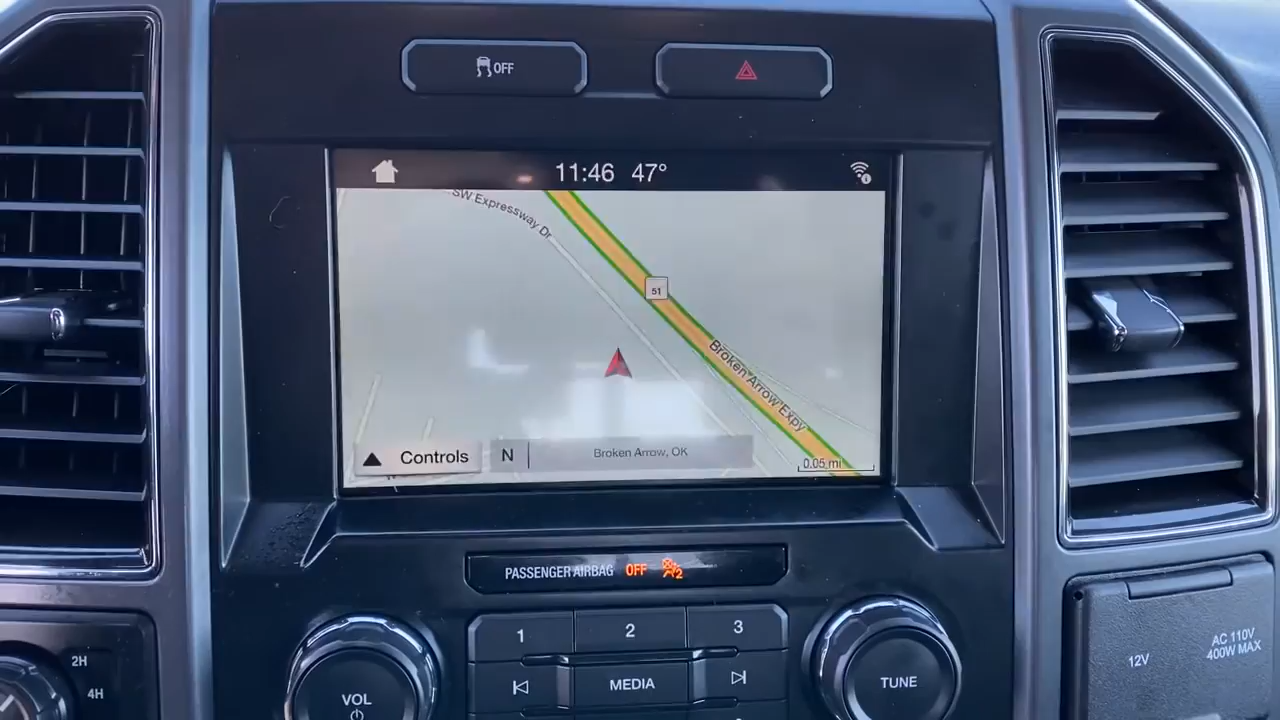 OFF
11:46 47°
SW Expressway Dr
51
Broken Arrow Expy
Controls
N
Broken Arrow, OK
0.05 mi
PASSENGER AIRBAG OFF 2
1
2
3
MEDIA
VOL
TUNE
2H
4H
12V
AC 110V
400W MAX